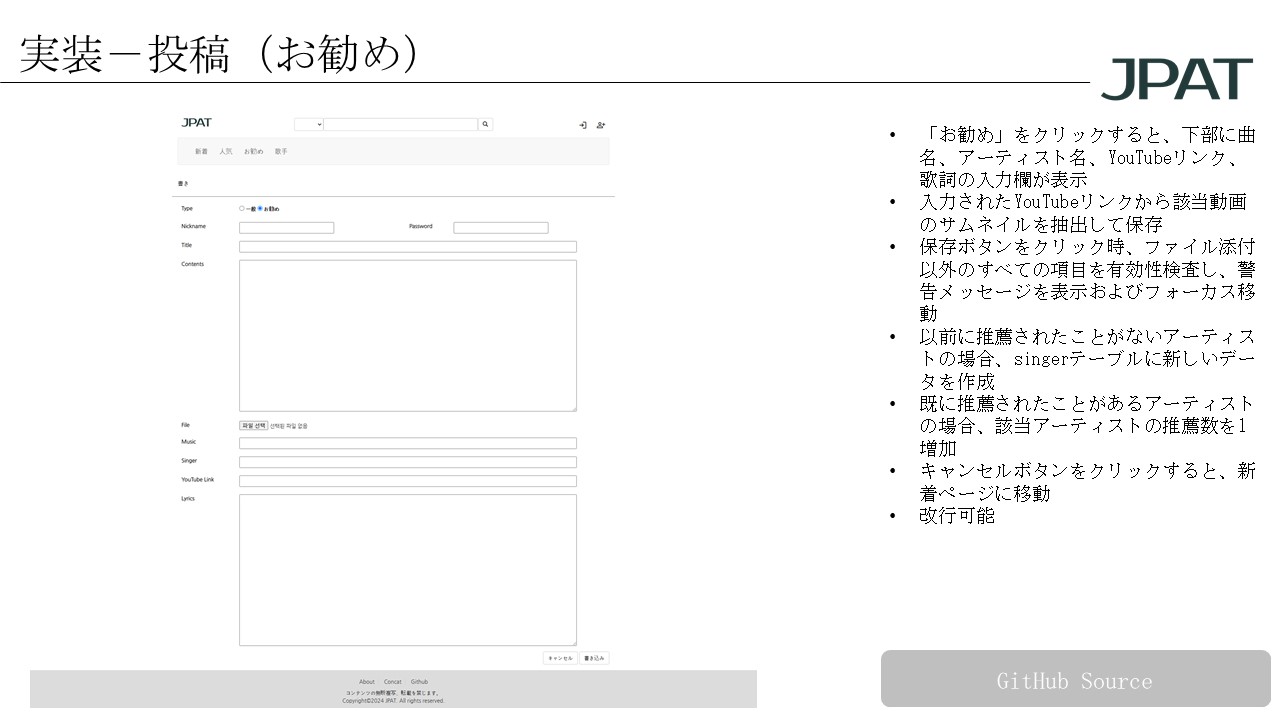 実装－投稿（お勧め）
JPAT
JPAT
新着 人気 お勧め 歌手
書き
Type 一般 お勧め
Nickname Password
Title
Contents
File 파일 선택 선택된 파일 없음
Music
Singer
YouTube Link
Lyrics
キャンセル 書き込み
About Concat Github
コンテンツの無断複写、転載を禁じます。
Copyright©2024 JPAT. All rights reserved.
• 「お勧め」をクリックすると、下部に曲
名、アーティスト名、YouTubeリンク、
歌詞の入力欄が表示
• 入力されたYouTubeリンクから該当動画
のサムネイルを抽出して保存
• 保存ボタンをクリック時、ファイル添付
以外のすべての項目を有効性検査し、警
告メッセージを表示およびフォーカス移
動
• 以前に推薦されたことがないアーティス
トの場合、singerテーブルに新しいデー
タを作成
• 既に推薦されたことがあるアーティスト
の場合、該当アーティストの推薦数を1
増加
• キャンセルボタンをクリックすると、新
着ページに移動
• 改行可能
GitHub Source